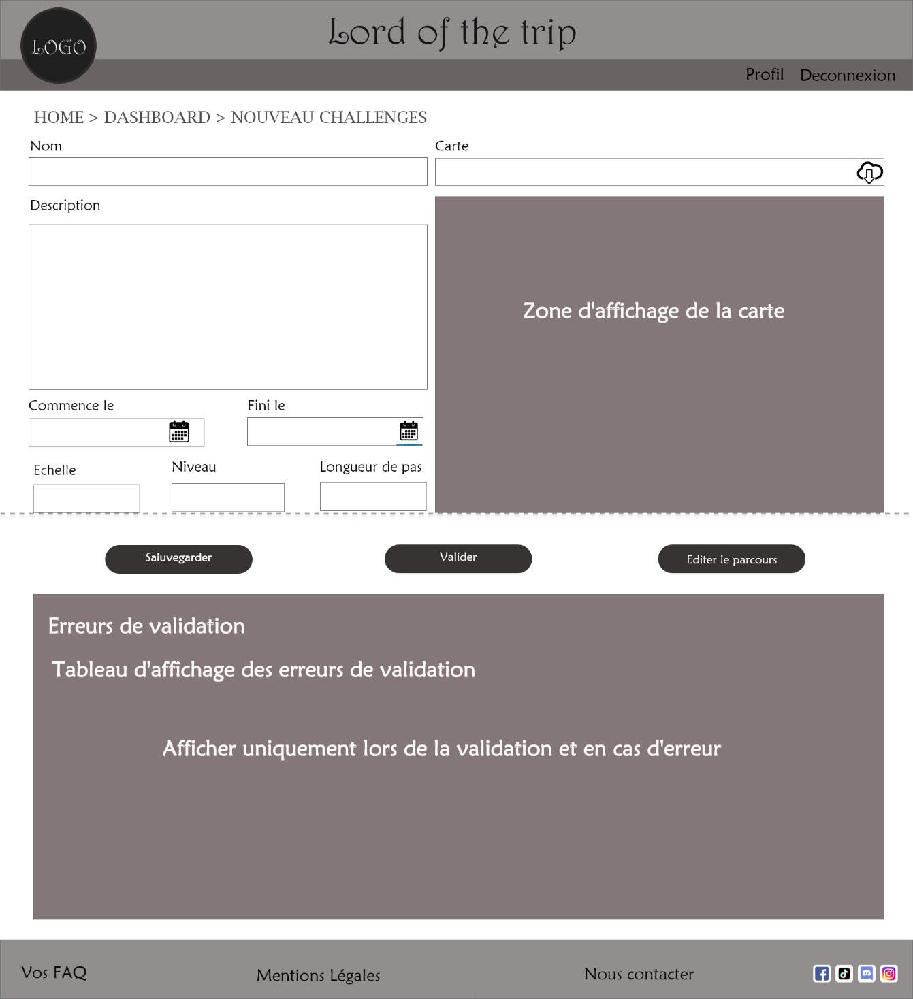 Lord of the trip
LOGO
Profil Deconnexion
HOME > DASHBOARD > NOUVEAU CHALLENGES
Nom
Carte
Description
Zone d'affichage de la carte
Commence le
Fini le
Echelle
Niveau
Longueur de pas
Saiuvegarder
Valider
Editer le parcours
Erreurs de validation
Tableau d'affichage des erreurs de validation
Afficher uniquement lors de la validation et en cas d'erreur
Vos FAQ
Mentions Légales
Nous contacter